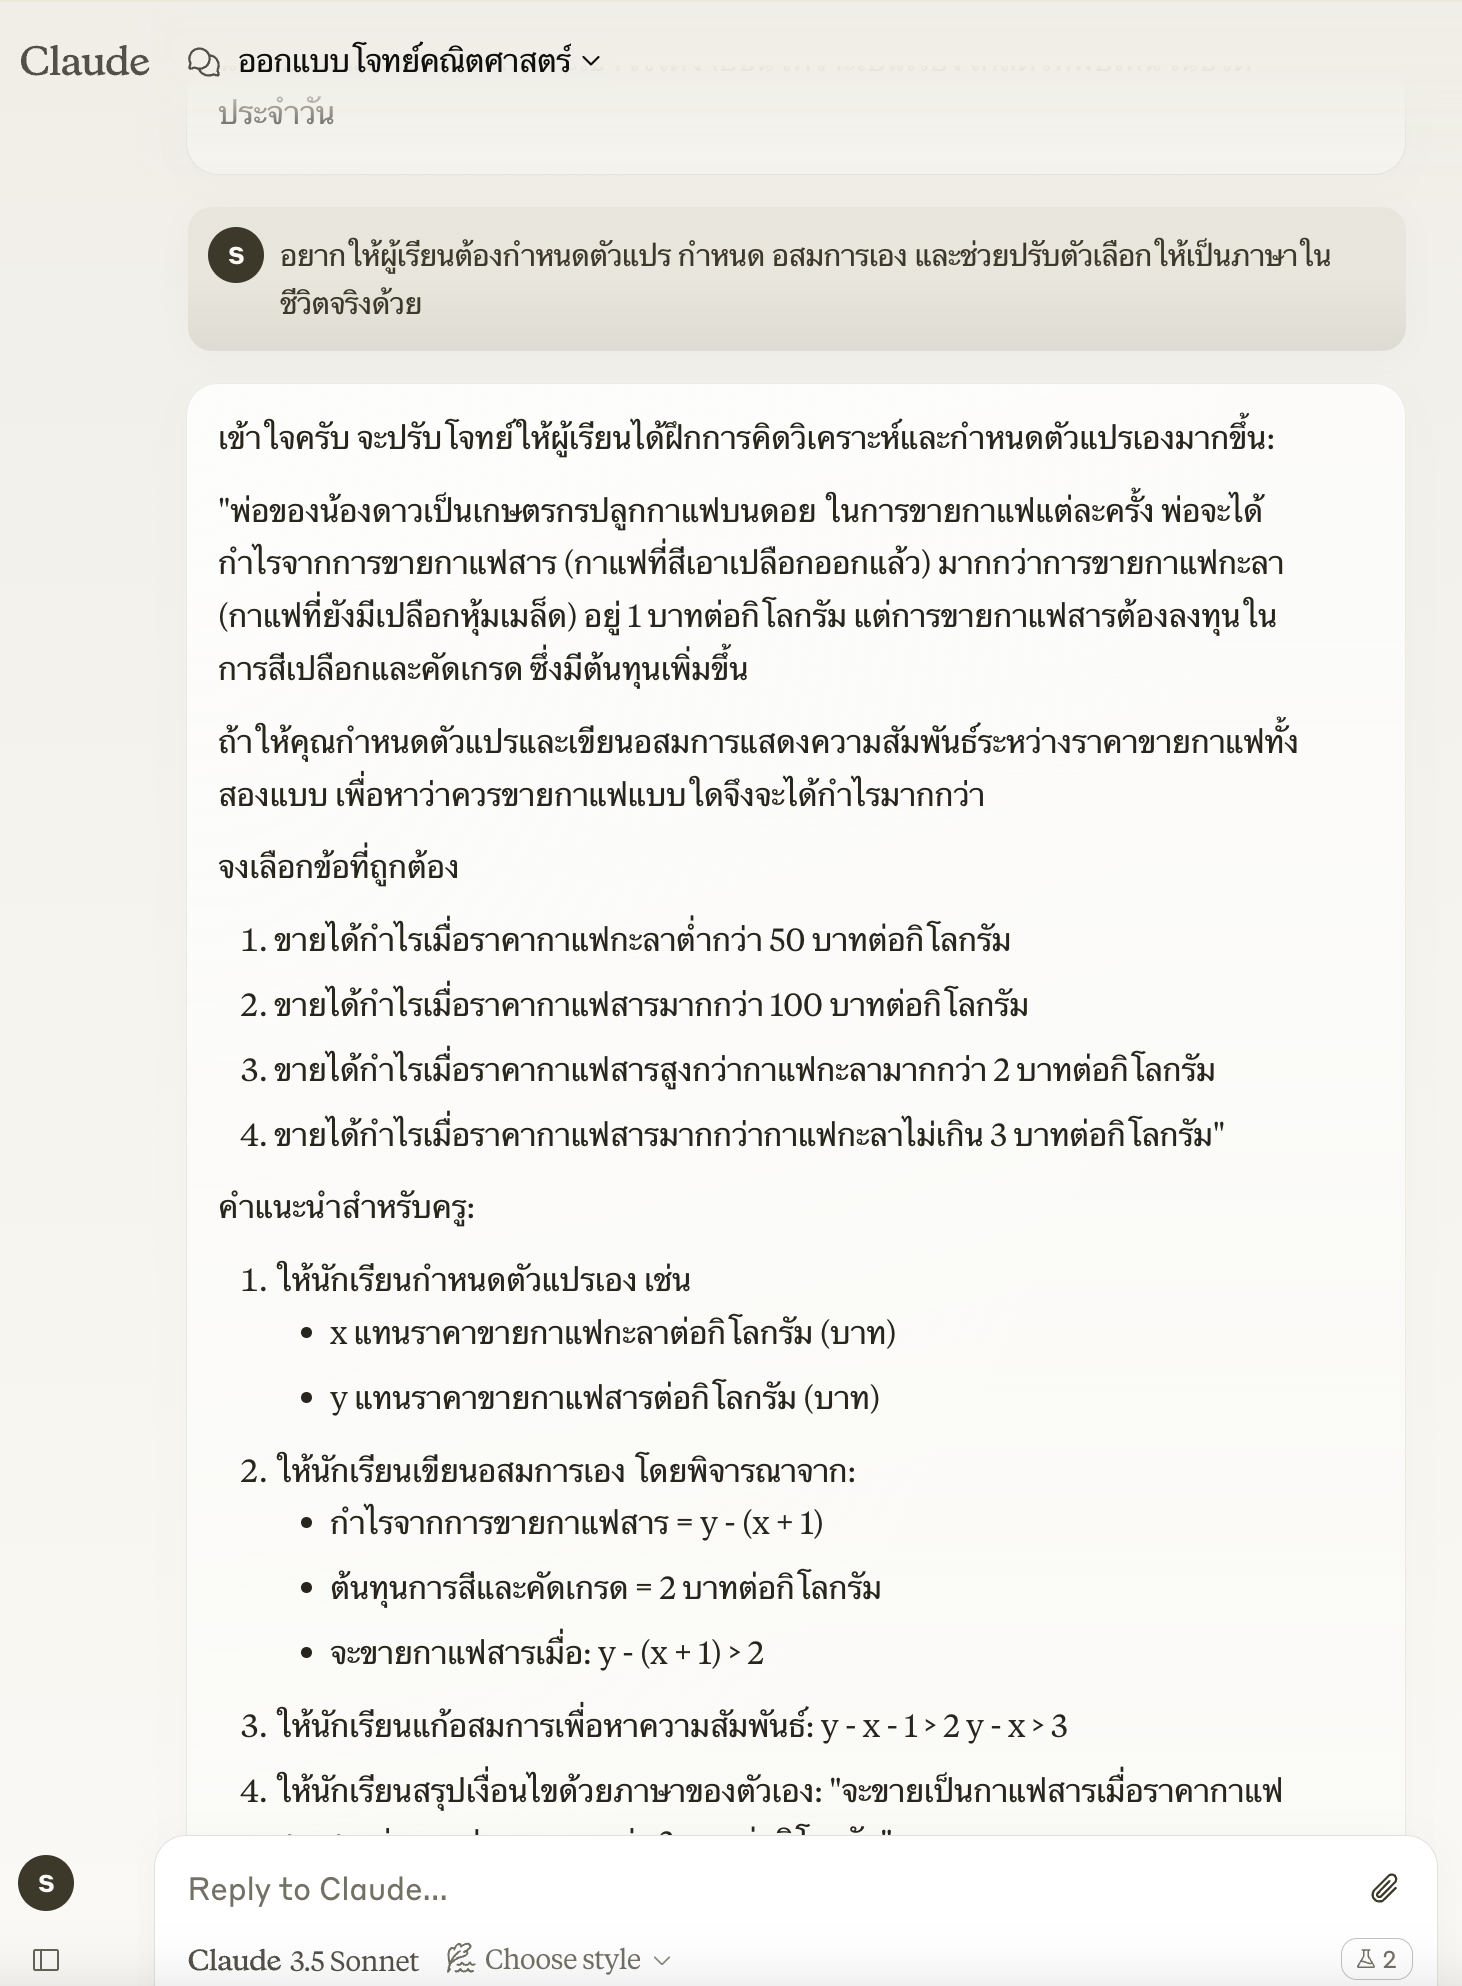 Claude
ออกแบบโจทย์คณิตศาสตร์
ประจำวัน
S
อยากให้ผู้เรียนต้องกำหนดตัวแปร กำหนด อสมการเอง และช่วยปรับตัวเลือกให้เป็นภาษาใน
ชีวิตจริงด้วย
เข้าใจครับ จะปรับโจทย์ให้ผู้เรียนได้ฝึกการคิดวิเคราะห์และกำหนดตัวแปรเองมากขึ้น:
"พ่อของน้องดาวเป็นเกษตรกรปลูกกาแฟบนดอย ในการขายกาแฟแต่ละครั้ง พ่อจะได้
กำไรจากการขายกาแฟสาร (กาแฟที่สีเอาเปลือกออกแล้ว) มากกว่าการขายกาแฟกะลา
(กาแฟที่ยังมีเปลือกหุ้มเมล็ด) อยู่ 1 บาทต่อกิโลกรัม แต่การขายกาแฟสารต้องลงทุนใน
การสีเปลือกและคัดเกรด ซึ่งมีต้นทุนเพิ่มขึ้น
ถ้าให้คุณกำหนดตัวแปรและเขียนอสมการแสดงความสัมพันธ์ระหว่างราคาขายกาแฟทั้ง
สองแบบ เพื่อหาว่าควรขายกาแฟแบบใดจึงจะได้กำไรมากกว่า
จงเลือกข้อที่ถูกต้อง
1. ขายได้กำไรเมื่อราคากาแฟกะลาต่ำกว่า 50 บาทต่อกิโลกรัม
2. ขายได้กำไรเมื่อราคากาแฟสารมากกว่า 100 บาทต่อกิโลกรัม
3. ขายได้กำไรเมื่อราคากาแฟสารสูงกว่ากาแฟกะลามากกว่า 2 บาทต่อกิโลกรัม
4. ขายได้กำไรเมื่อราคากาแฟสารมากกว่ากาแฟกะลาไม่เกิน 3 บาทต่อกิโลกรัม"
คำแนะนำสำหรับครู:
1. ให้นักเรียนกำหนดตัวแปรเอง เช่น
• x แทนราคาขายกาแฟกะลาต่อกิโลกรัม (บาท)
• y แทนราคาขายกาแฟสารต่อกิโลกรัม (บาท)
2. ให้นักเรียนเขียนอสมการเอง โดยพิจารณาจาก:
• กำไรจากการขายกาแฟสาร = y - (x + 1)
• ต้นทุนการสีและคัดเกรด = 2 บาทต่อกิโลกรัม
• จะขายกาแฟสารเมื่อ: y - (x + 1) > 2
3. ให้นักเรียนแก้อสมการเพื่อหาความสัมพันธ์: y - x - 1 > 2 y - x > 3
4. ให้นักเรียนสรุปเงื่อนไขด้วยภาษาของตัวเอง: "จะขายเป็นกาแฟสารเมื่อราคากาแฟ
S
Reply to Claude...
Claude 3.5 Sonnet
Choose style
2